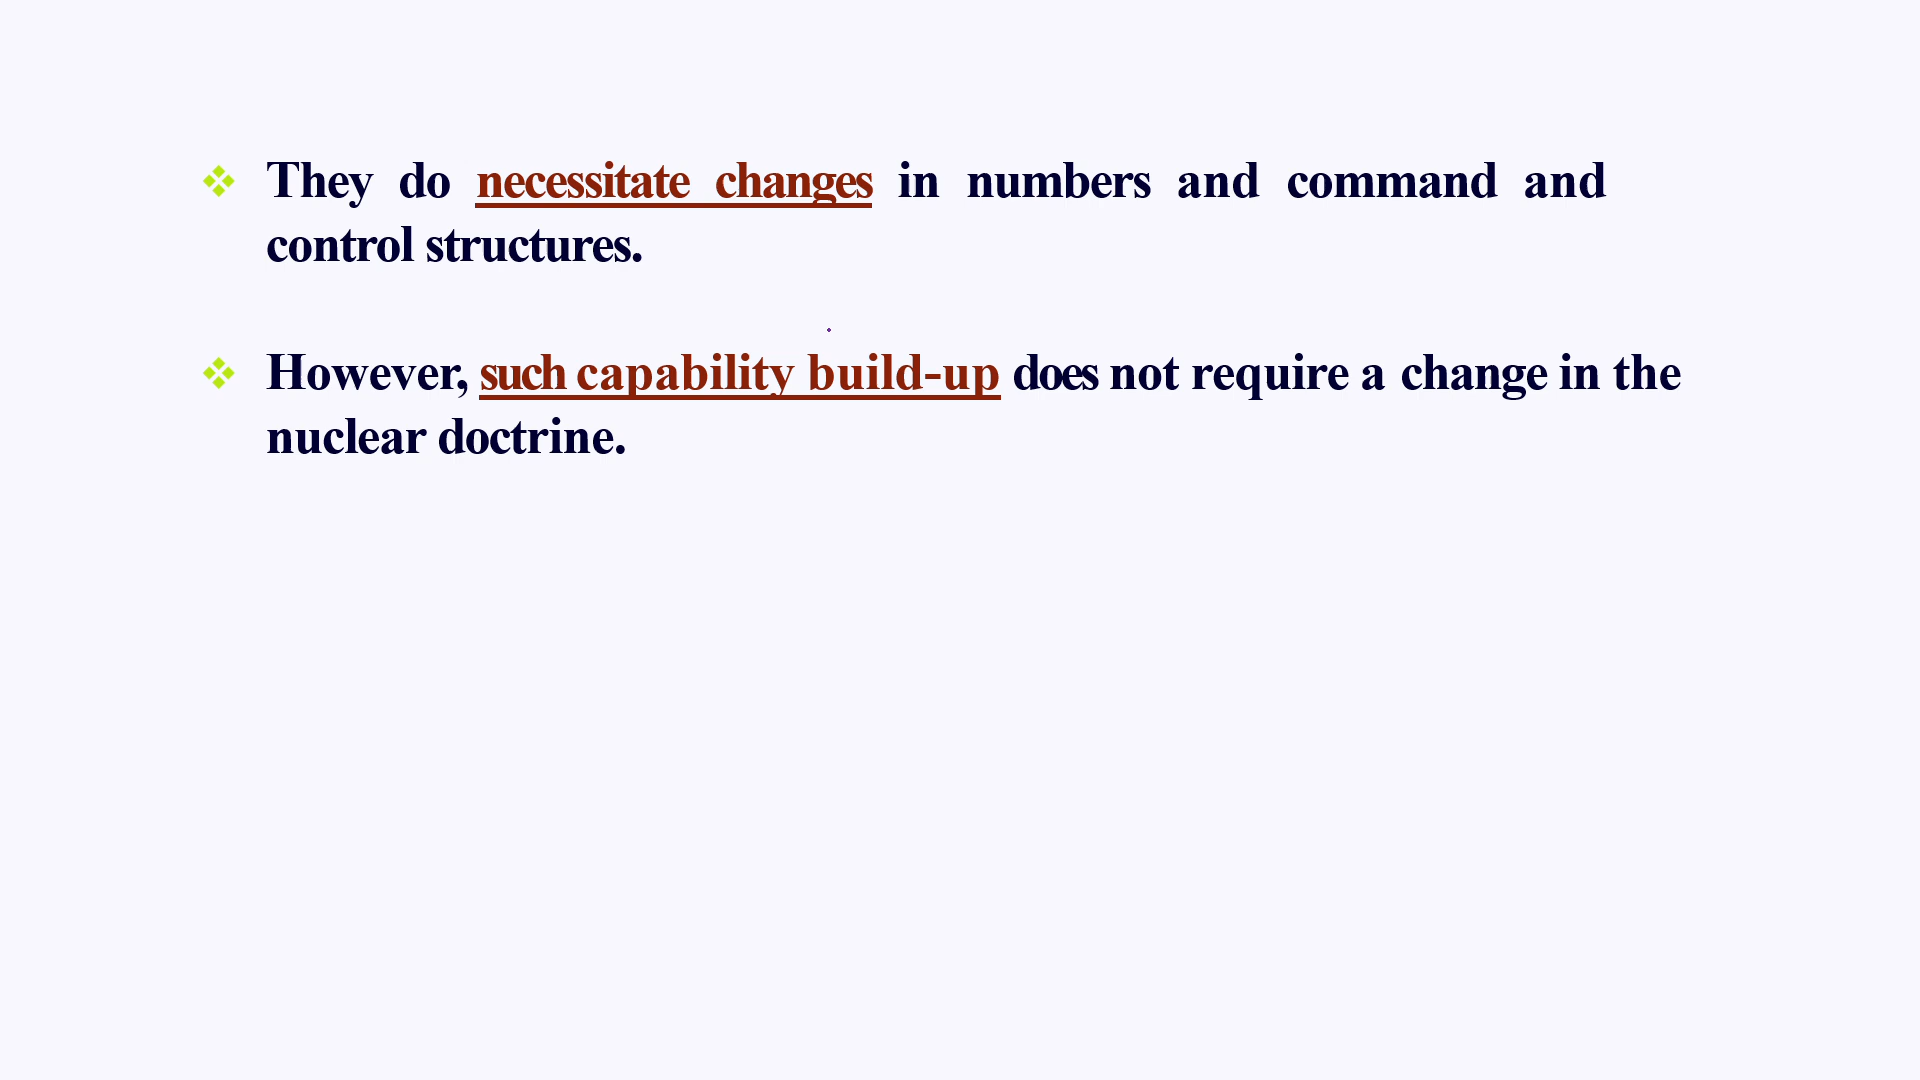 They do necessitate changes in numbers and command and
control structures.
However, such capability build-up does not require a change in the
nuclear doctrine.